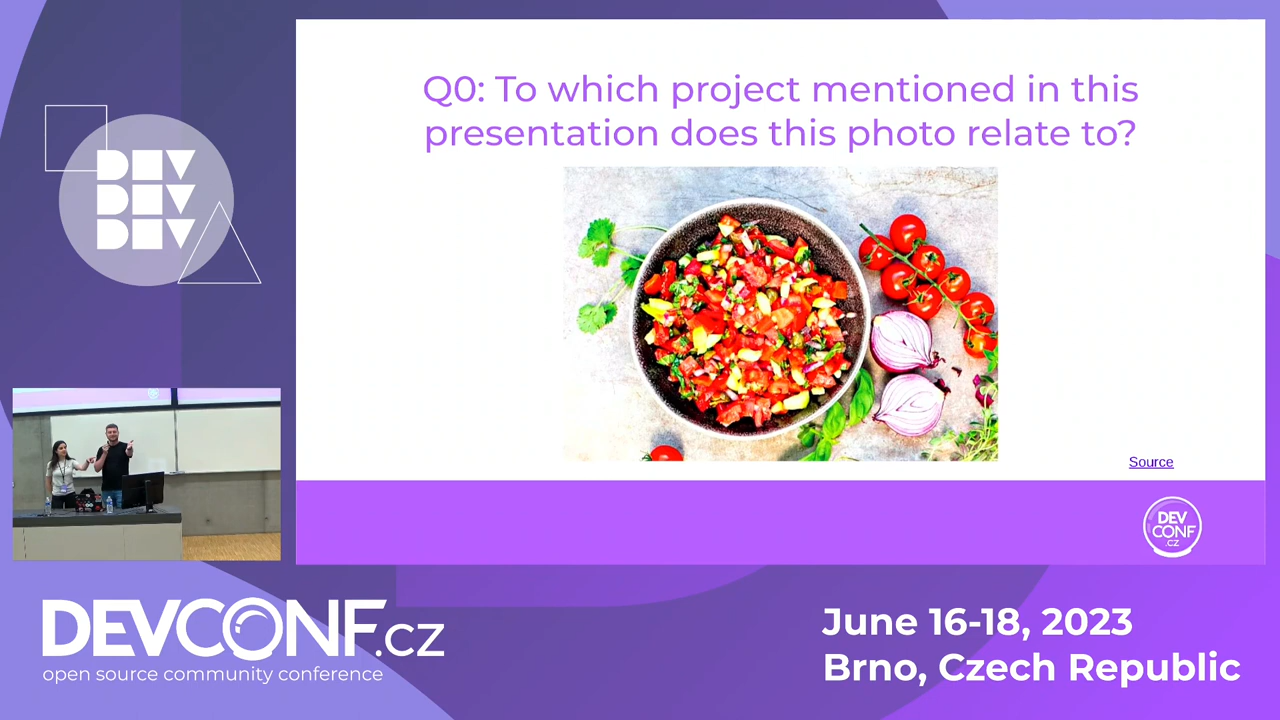 Q0: To which project mentioned in this
presentation does this photo relate to?
DEV
DEV
DEV
Source
DEV
CONF
.CZ
DEVCONF.cz
open source community conference
June 16-18, 2023
Brno, Czech Republic